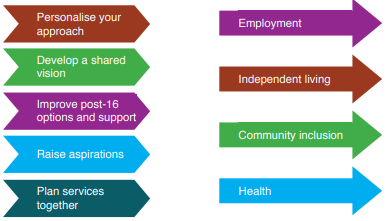 Personalise your
approach
Develop a shared
vision
Improve post-16
options and support
Raise aspirations
Plan services
together
Employment
Independent living
Community inclusion
Health